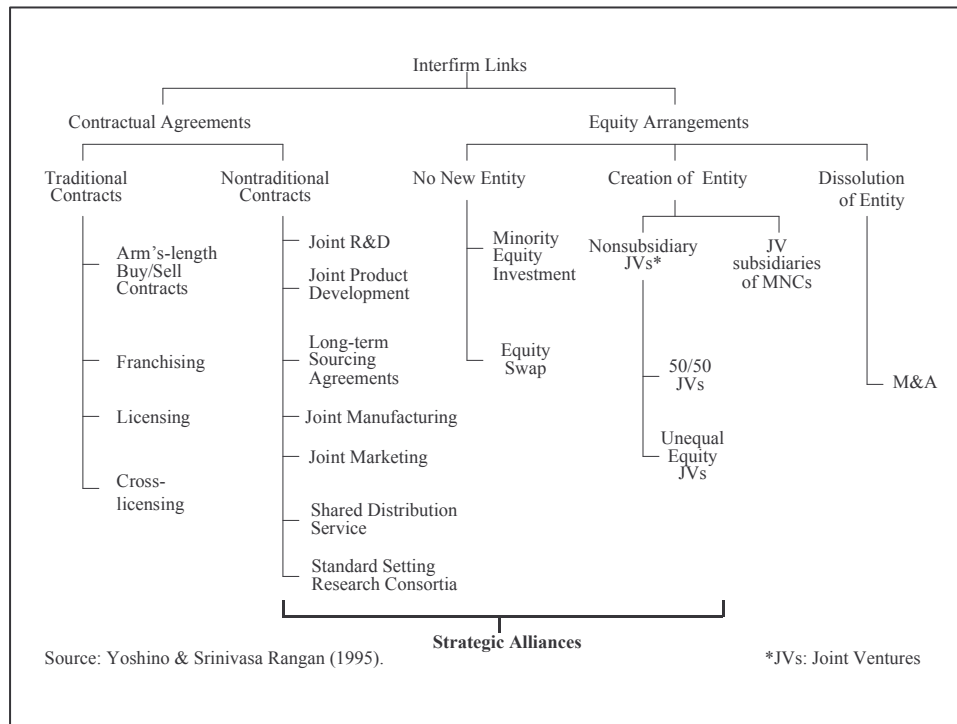 Interfirm Links
Contractual Agreements
Equity Arrangements
Traditional
Contracts
Nontraditional
Contracts
No New Entity
Creation of Entity
Dissolution
of Entity
Arm's-length
Buy/Sell
Contracts
Franchising
Licensing
Cross-
licensing
Joint R&D
Joint Product
Development
Long-term
Sourcing
Agreements
Joint Manufacturing
Joint Marketing
Shared Distribution
Service
Standard Setting
Research Consortia
Minority
Equity
Investment
Equity
Swap
Nonsubsidiary
JVs*
JV
subsidiaries
of MNCs
50/50
JVs
Unequal
Equity
JVs
M&A
Strategic Alliances
Source: Yoshino & Srinivasa Rangan (1995).
*JVs: Joint Ventures